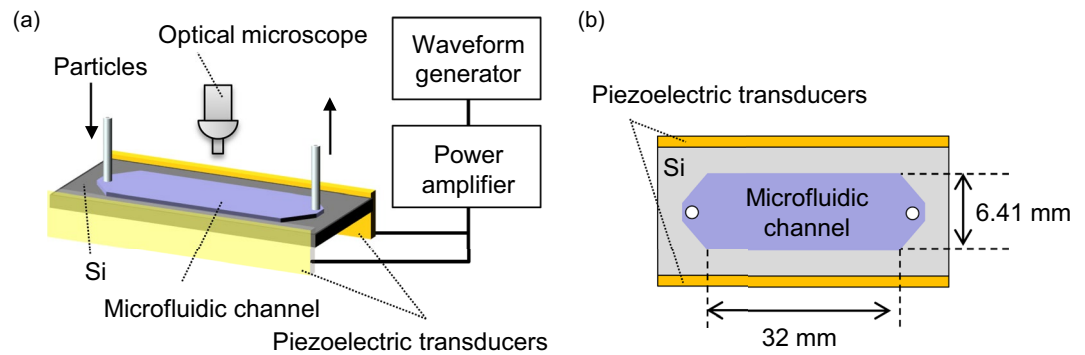 (a)
Optical microscope
Particles
Waveform
generator
Power
amplifier
Si
Microfluidic channel
Piezoelectric transducers
(b)
Piezoelectric transducers
Si
Microfluidic
channel
6.41 mm
32 mm